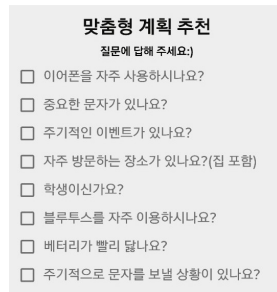 맞춤형 계획 추천
질문에 답해 주세요:)
이어폰을 자주 사용하시나요?
중요한 문자가 있나요?
주기적인 이벤트가 있나요?
자주 방문하는 장소가 있나요?(집 포함)
학생이신가요?
블루투스를 자주 이용하시나요?
베터리가 빨리 닳나요?
주기적으로 문자를 보낼 상황이 있나요?